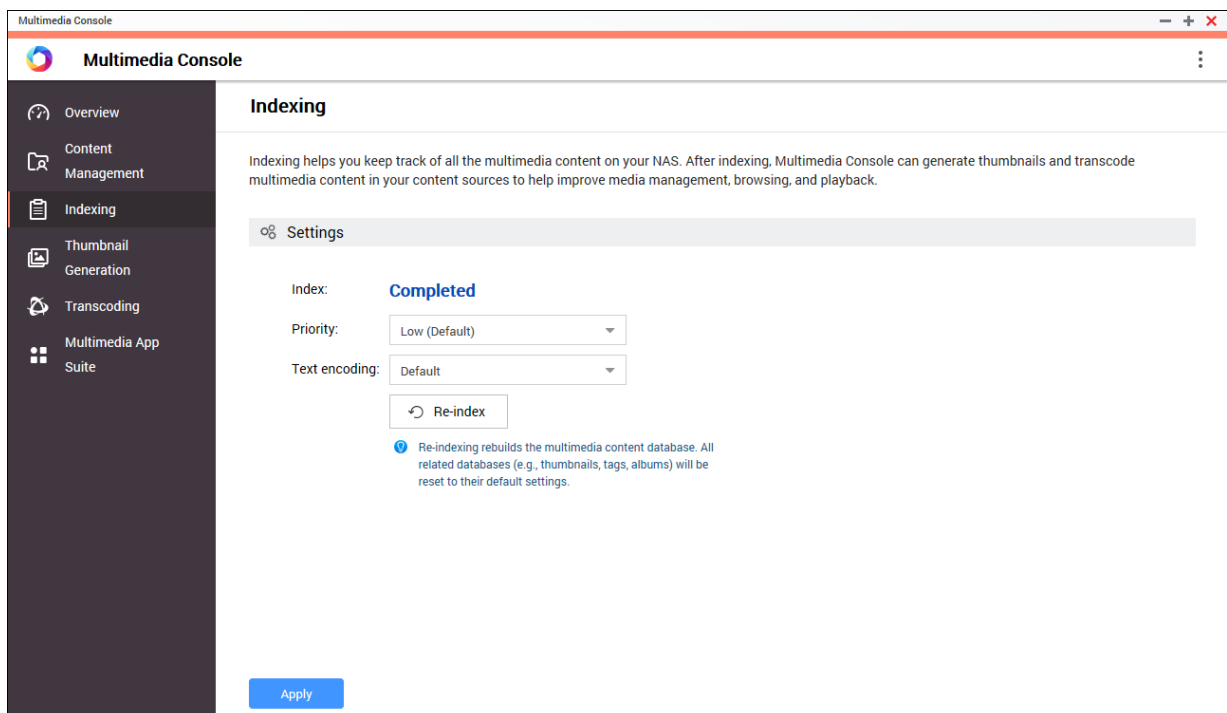 Multimedia Console
Multimedia Console
Overview
Content
Management
Indexing
Thumbnail
Generation
Transcoding
Multimedia App
Suite
Indexing
Indexing helps you keep track of all the multimedia content on your NAS. After indexing, Multimedia Console can generate thumbnails and transcode
multimedia content in your content sources to help improve media management, browsing, and playback.
Settings
Index: Completed
Priority: Low (Default)
Text encoding: Default
Re-index
Re-indexing rebuilds the multimedia content database. All
related databases (e.g., thumbnails, tags, albums) will be
reset to their default settings.
Apply